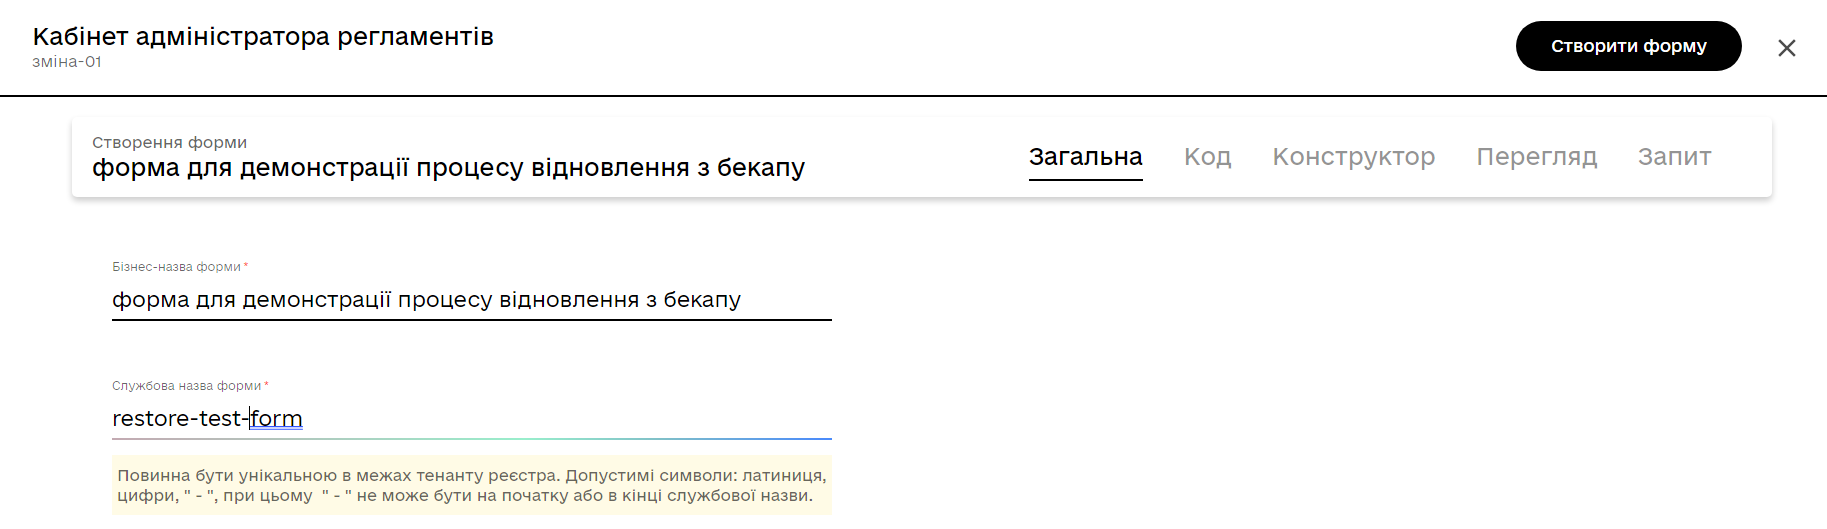 Кабінет адміністратора регламентів
зміна-01
Створити форму
Створення форми
форма для демонстрації процесу відновлення з бекапу
Загальна
Код
Конструктор
Перегляд
Запит
Бізнес-назва форми *
форма для демонстрації процесу відновлення з бекапу
Службова назва форми *
restore-test-form
Повинна бути унікальною в межах тенанту реєстра. Допустимі символи: латиниця,
цифри, " - ", при цьому " - " не може бути на початку або в кінці службової назви.